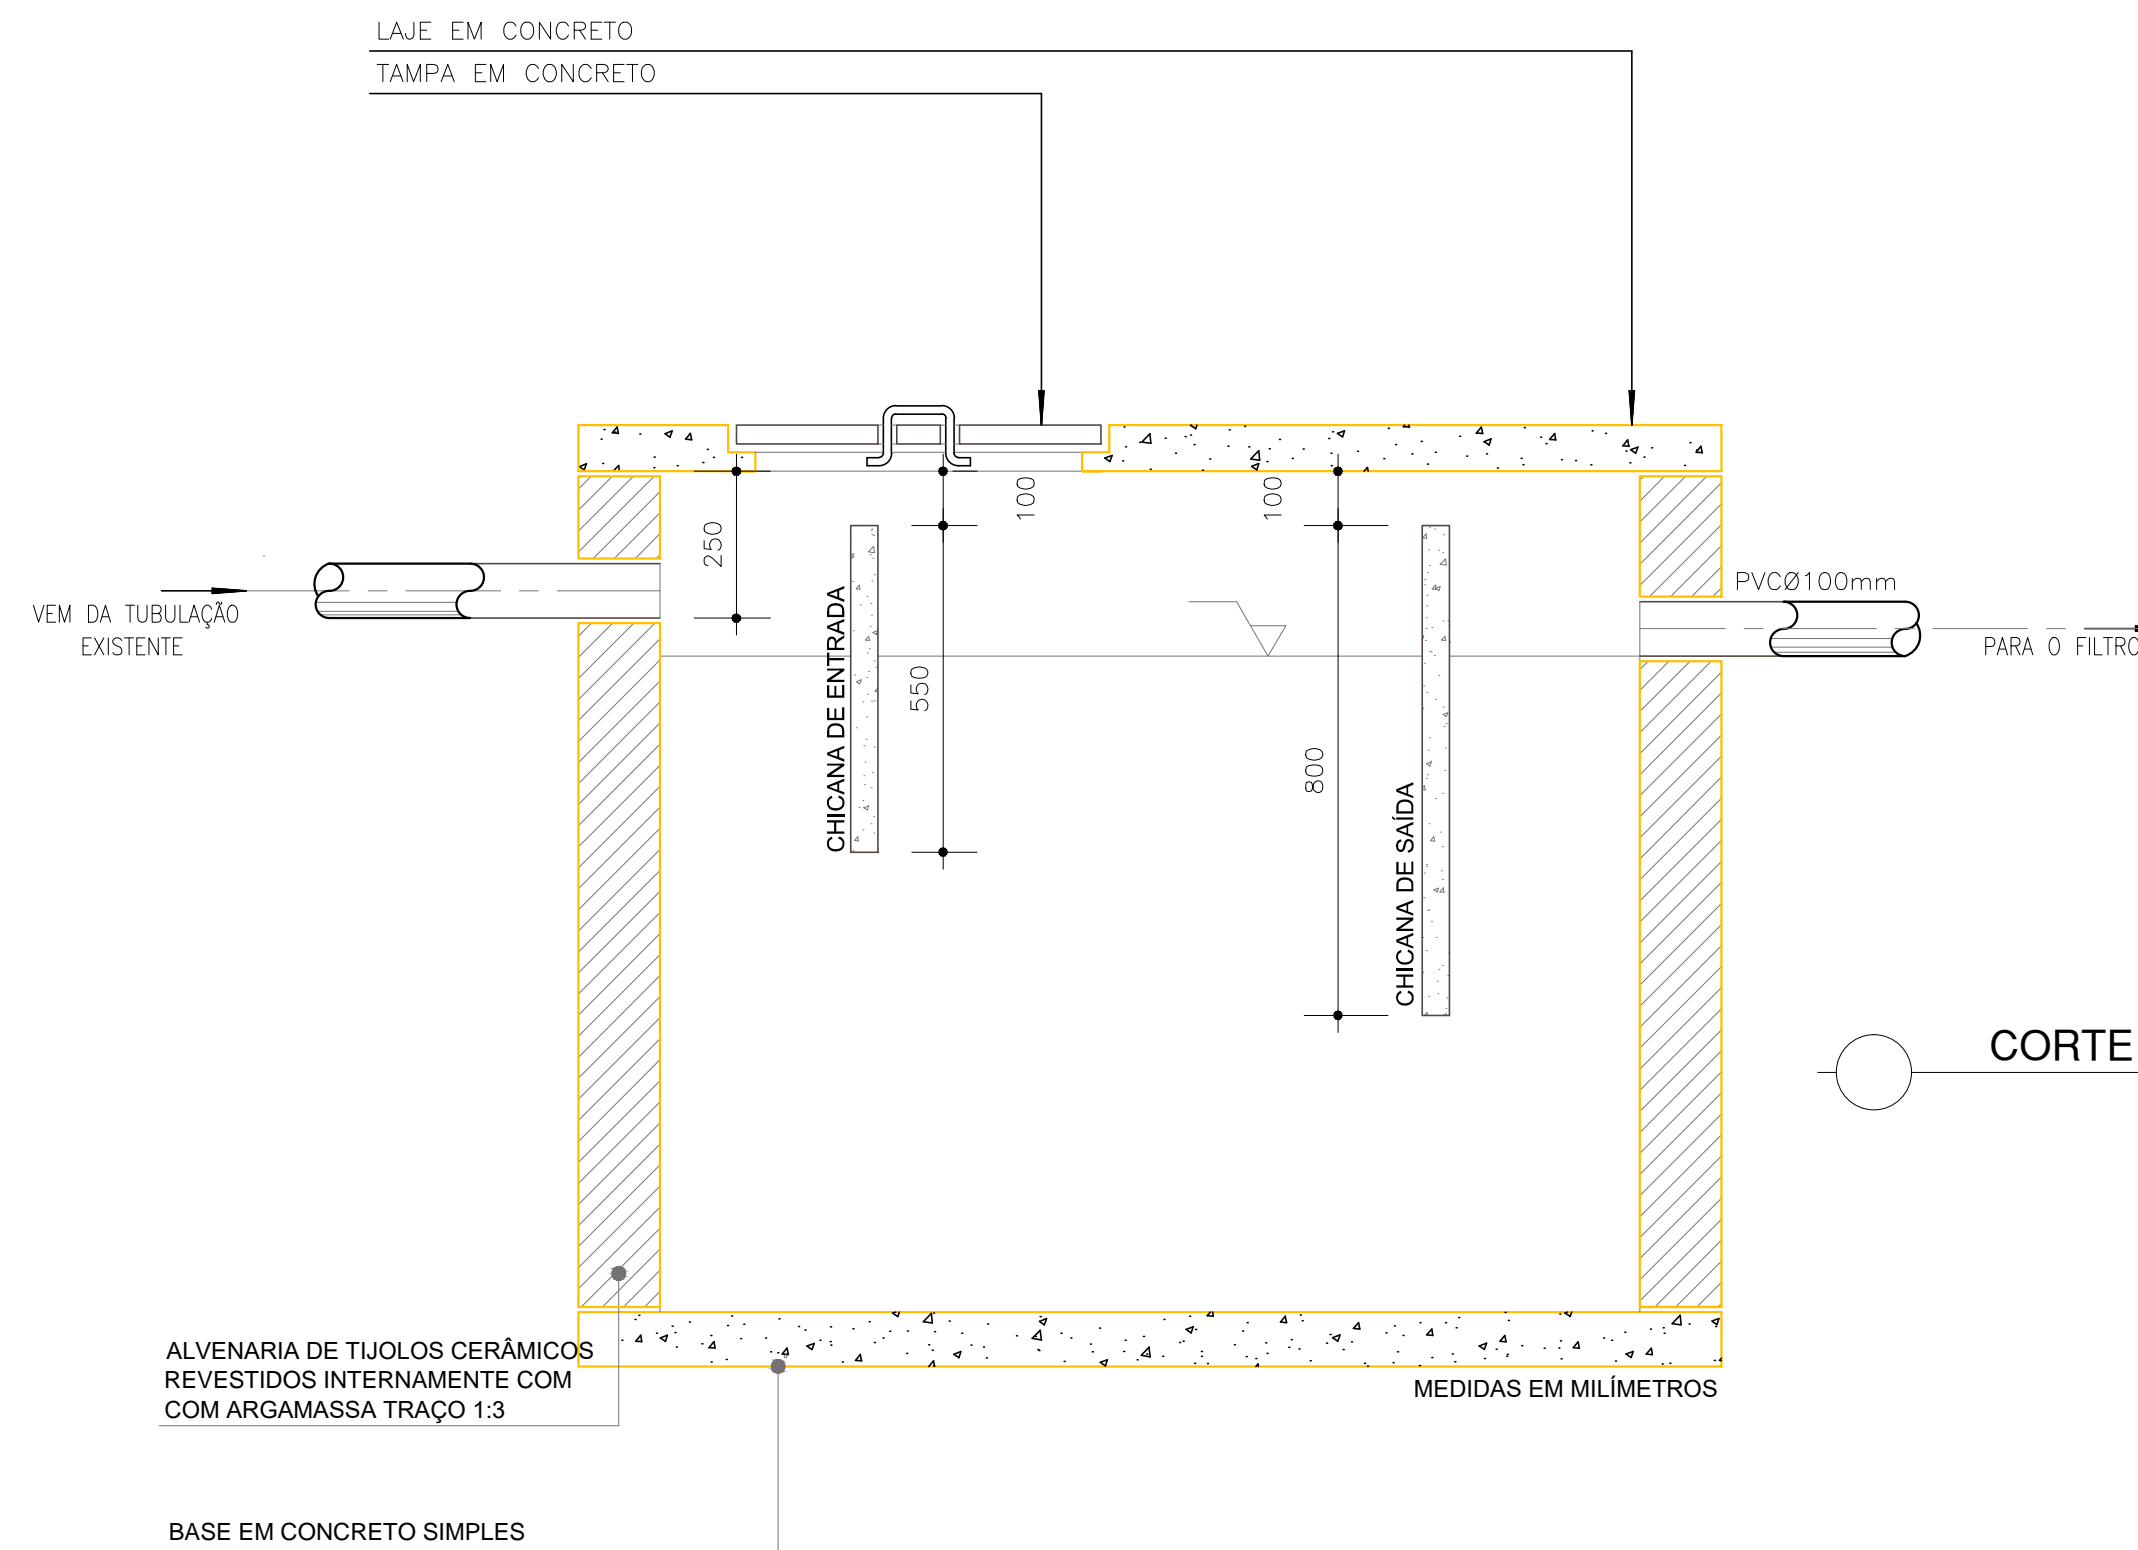 LAJE EM CONCRETO
TAMPA EM CONCRETO
100
100
250
PVCØ100mm
VEM DA TUBULAÇÃO
EXISTENTE
PARA O FILTRO
CHICANA DE ENTRADA
550
800
CHICANA DE SAÍDA
CORTE
ALVENARIA DE TIJOLOS CERÂMICOS
REVESTIDOS INTERNAMENTE COM
COM ARGAMASSA TRAÇO 1:3
MEDIDAS EM MILÍMETROS
BASE EM CONCRETO SIMPLES